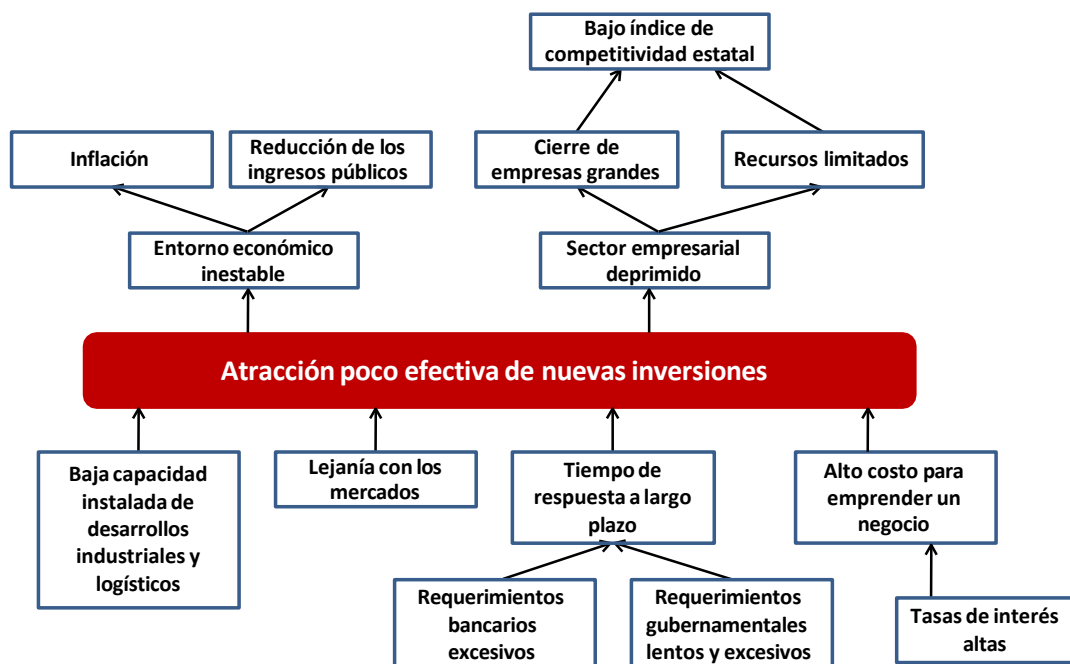 Bajo índice de
competitividad estatal
Inflación
Reducción de los
ingresos públicos
Cierre de
empresas grandes
Recursos limitados
Entorno económico
inestable
Sector empresarial
deprimido
Atracción poco efectiva de nuevas inversiones
Baja capacidad
instalada de
desarrollos
industriales y
logísticos
Lejanía con los
mercados
Tiempo de
respuesta a largo
plazo
Alto costo para
emprender un
negocio
Requerimientos
bancarios
excesivos
Requerimientos
gubernamentales
lentos y excesivos
Tasas de interés
altas